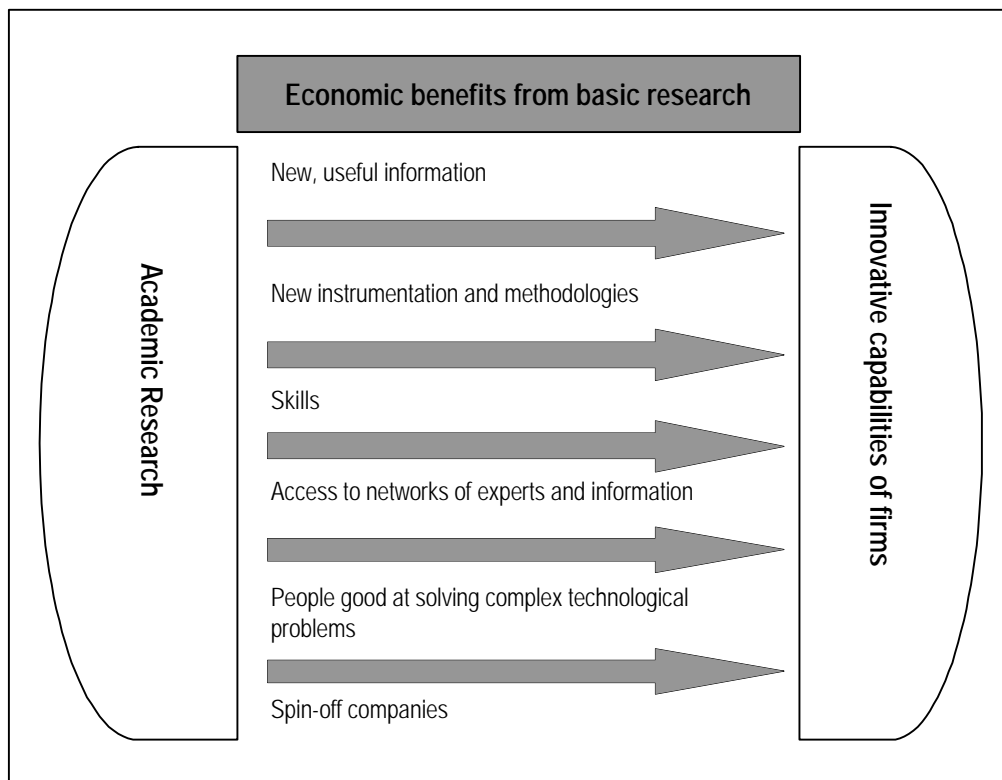 Economic benefits from basic research
Academic Research
New, useful information
New instrumentation and methodologies
Skills
Access to networks of experts and information
People good at solving complex technological
problems
Spin-off companies
Innovative capabilities of firms